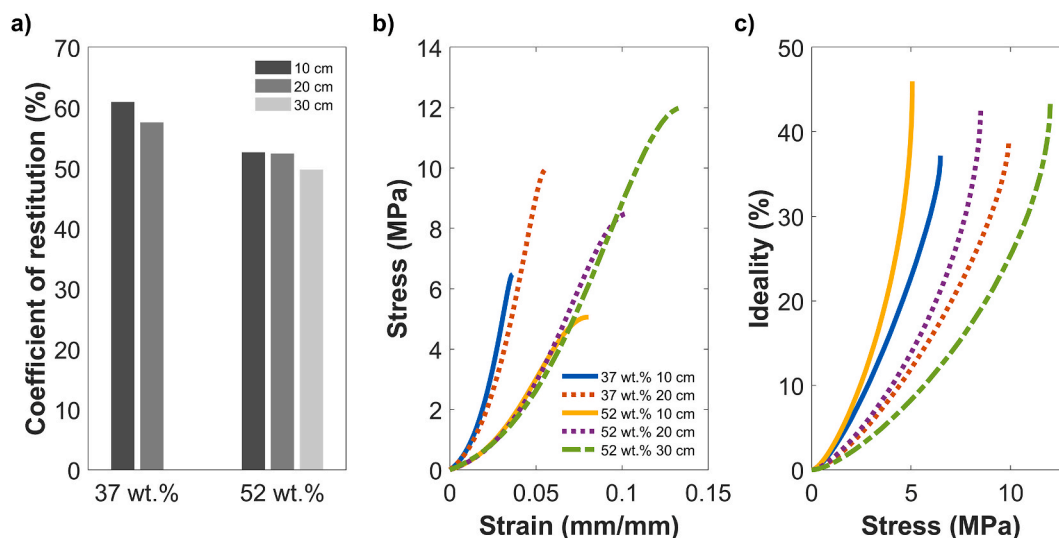 a)
Coefficient of restitution (%)
70
60
50
40
30
20
10
0
10 cm
20 cm
30 cm
37 wt.%
52 wt.%
b)
Stress (MPa)
14
12
10
8
6
4
2
0
37 wt.% 10 cm
37 wt.% 20 cm
52 wt.% 10 cm
52 wt.% 20 cm
52 wt.% 30 cm
0
0.05
0.1
0.15
Strain (mm/mm)
c)
Ideality (%)
50
40
30
20
10
0
0
5
10
Stress (MPa)